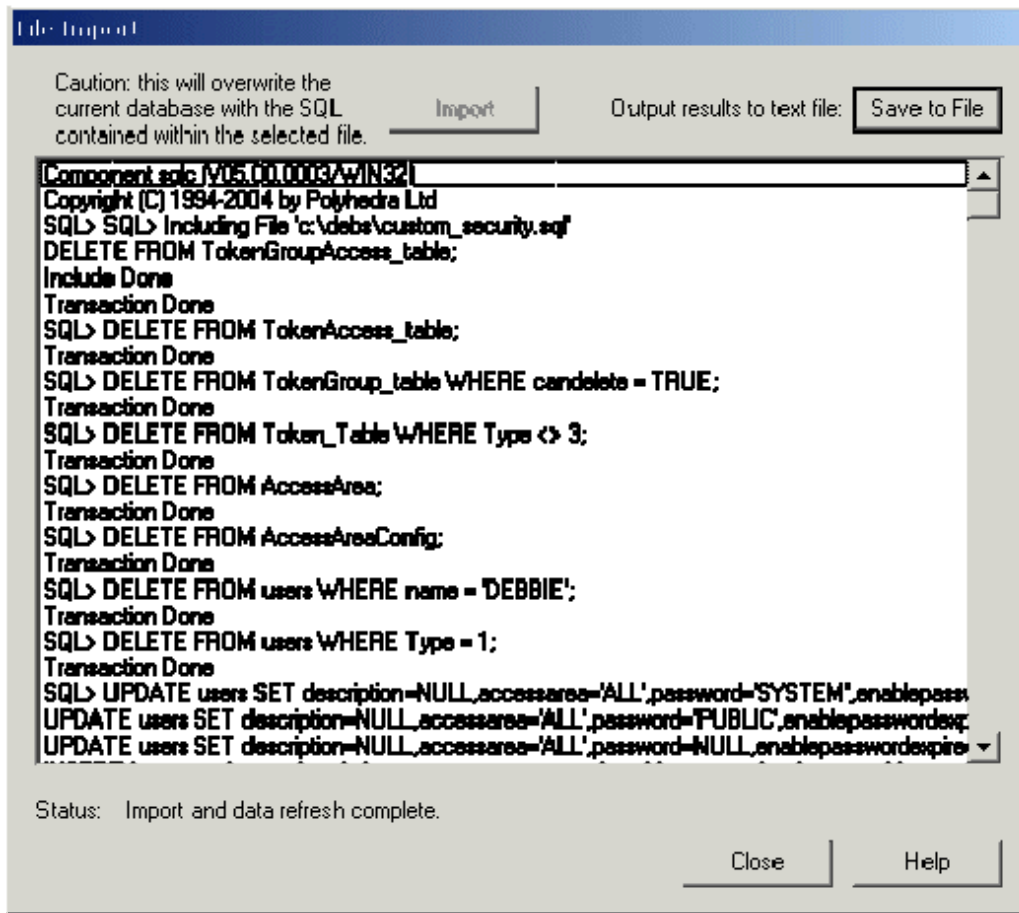 File Import
Caution: this will overwrite the
current database with the SQL
contained within the selected file.
Import
Output results to text file:
Save to File
Component sqlc (V05.00.0003/WIN32)
Copyright (C) 1994-2004 by Polyhedra Ltd
SQL> SQL> Including File 'c:\debs\custom_security.sql'
DELETE FROM TokenGroupAccess_table;
Include Done
Transaction Done
SQL> DELETE FROM TokenAccess_table;
Transaction Done
SQL> DELETE FROM TokenGroup_table WHERE candelete = TRUE;
Transaction Done
SQL> DELETE FROM Token_Table WHERE Type <> 3;
Transaction Done
SQL> DELETE FROM AccessArea;
Transaction Done
SQL> DELETE FROM AccessAreaConfig;
Transaction Done
SQL> DELETE FROM users WHERE name = 'DEBBIE';
Transaction Done
SQL> DELETE FROM users WHERE Type = 1;
Transaction Done
SQL> UPDATE users SET description=NULL,accessarea='ALL',password='SYSTEM',enablepassw
UPDATE users SET description=NULL,accessarea='ALL',password='PUBLIC',enablepasswordexp
UPDATE users SET description=NULL,accessarea='ALL',password=NULL,enablepasswordexpire
Status: Import and data refresh complete.
Close
Help